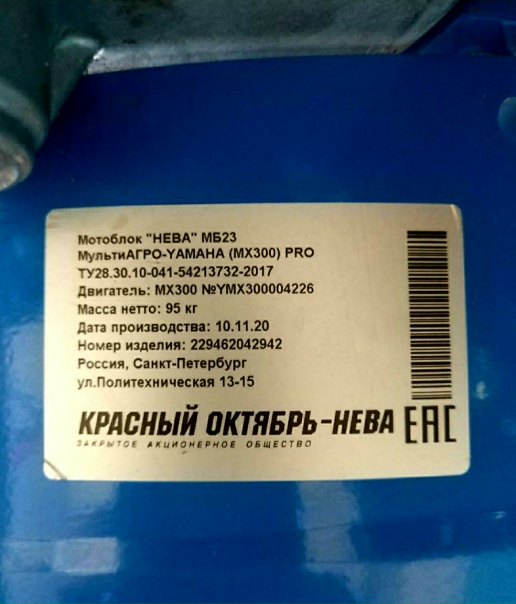 Мотоблок "НЕВА" МБ23
МультиАГРО-YAMAHA (MX300) PRO
ТУ28.30.10-041-54213732-2017
Двигатель: MX300 №YMX300004226
Масса нетто: 95 кг
Дата производства: 10.11.20
Номер изделия: 229462042942
Россия, Санкт-Петербург
ул.Политехническая 13-15
КРАСНЫЙ ОКТЯБРЬ-НЕВА EAC
ЗАКРЫТОЕ АКЦИОНЕРНОЕ ОБЩЕСТВО